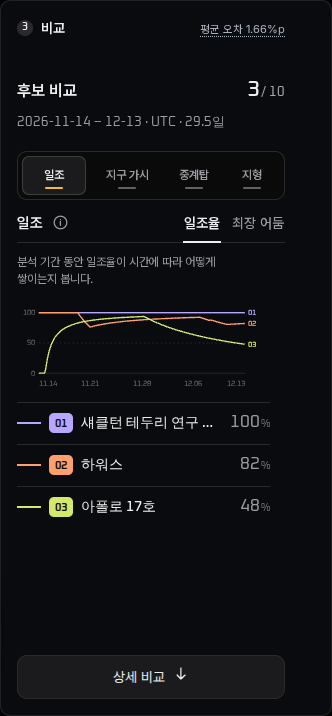 3 비교 평균 오차 1.66%p
후보 비교 3 / 10
2026-11-14 – 12-13 · UTC · 29.5일
일조 지구 가시 중계탑 지형
일조 일조율 최장 어둠
분석 기간 동안 일조율이 시간에 따라 어떻게
쌓이는지 봅니다.
100 01
02
50
03
0
11.14 11.21 11.28 12.06 12.13
01 섀클턴 테두리 연구 ... 100%
02 하워스 82%
03 아폴로 17호 48%
상세 비교 ↓